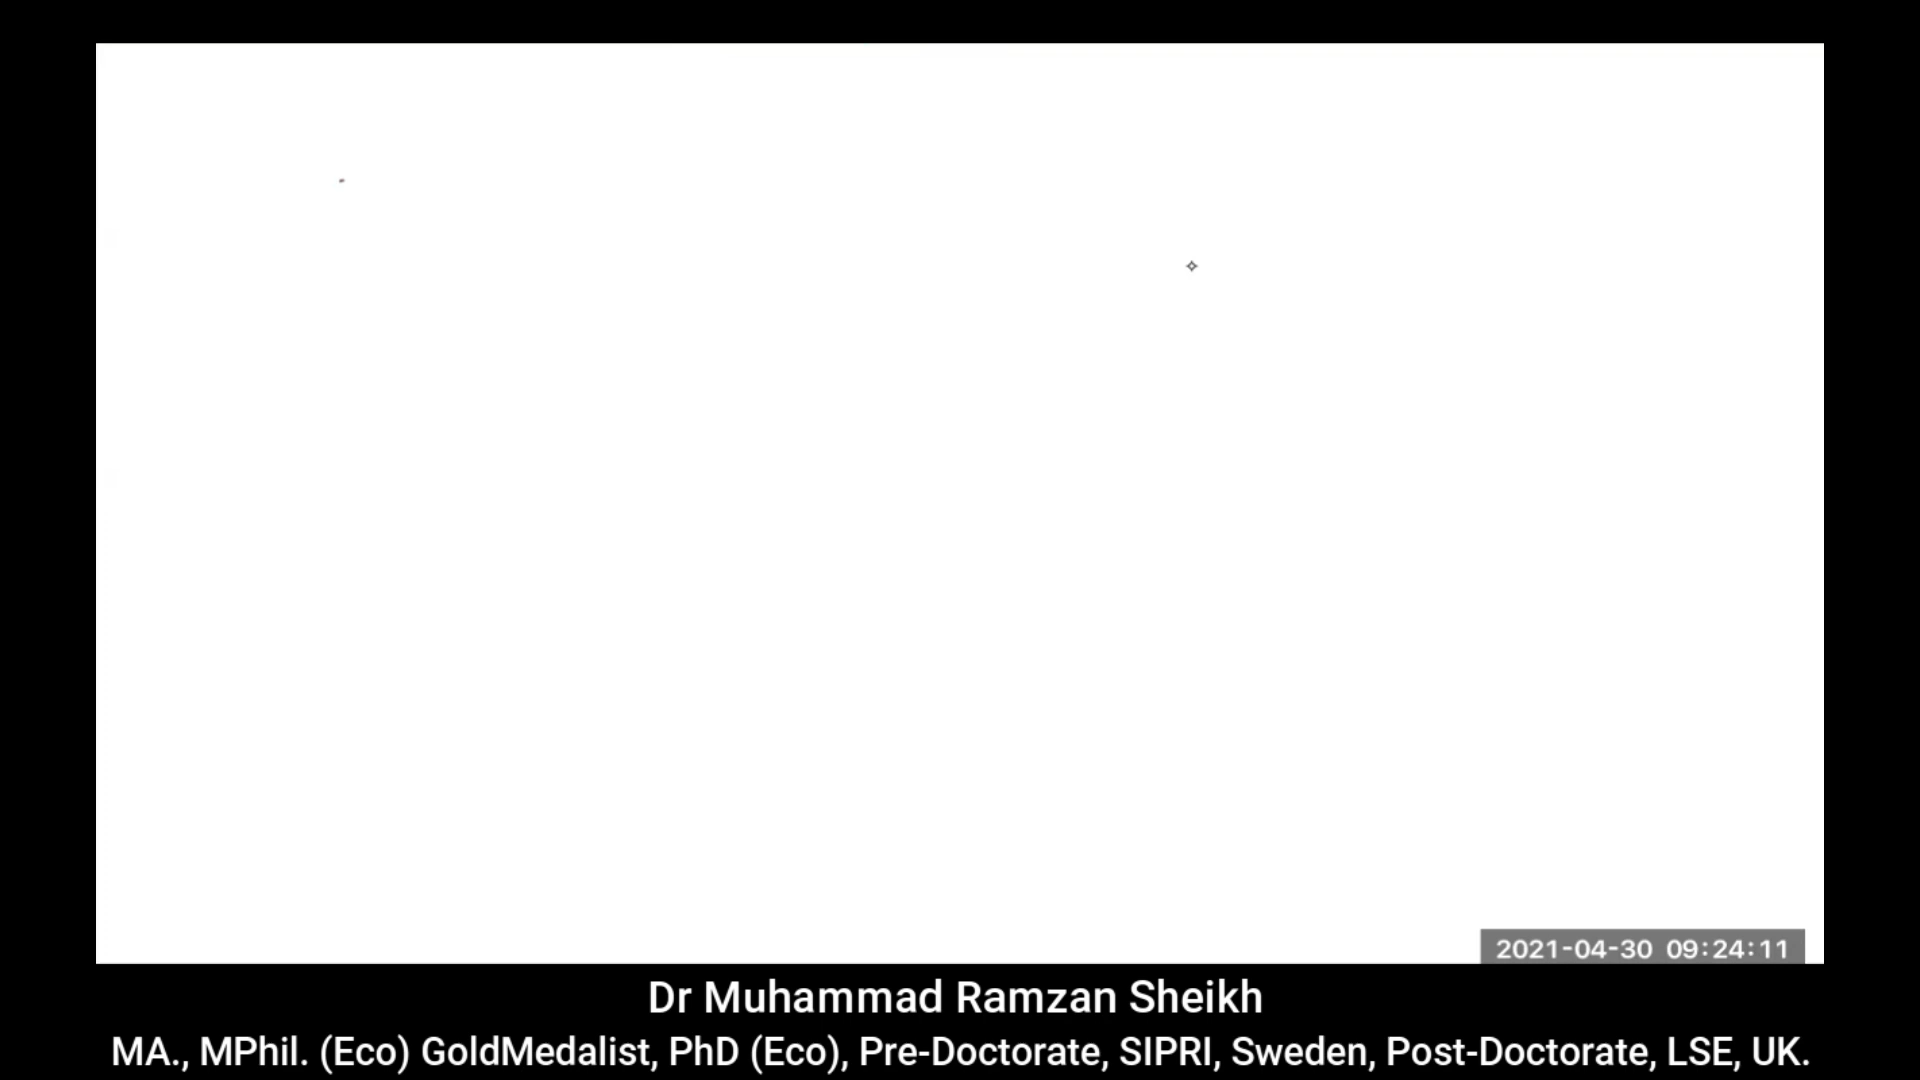 2021-04-30 09:24:11
Dr Muhammad Ramzan Sheikh
MA., MPhil. (Eco) GoldMedalist, PhD (Eco), Pre-Doctorate, SIPRI, Sweden, Post-Doctorate, LSE, UK.